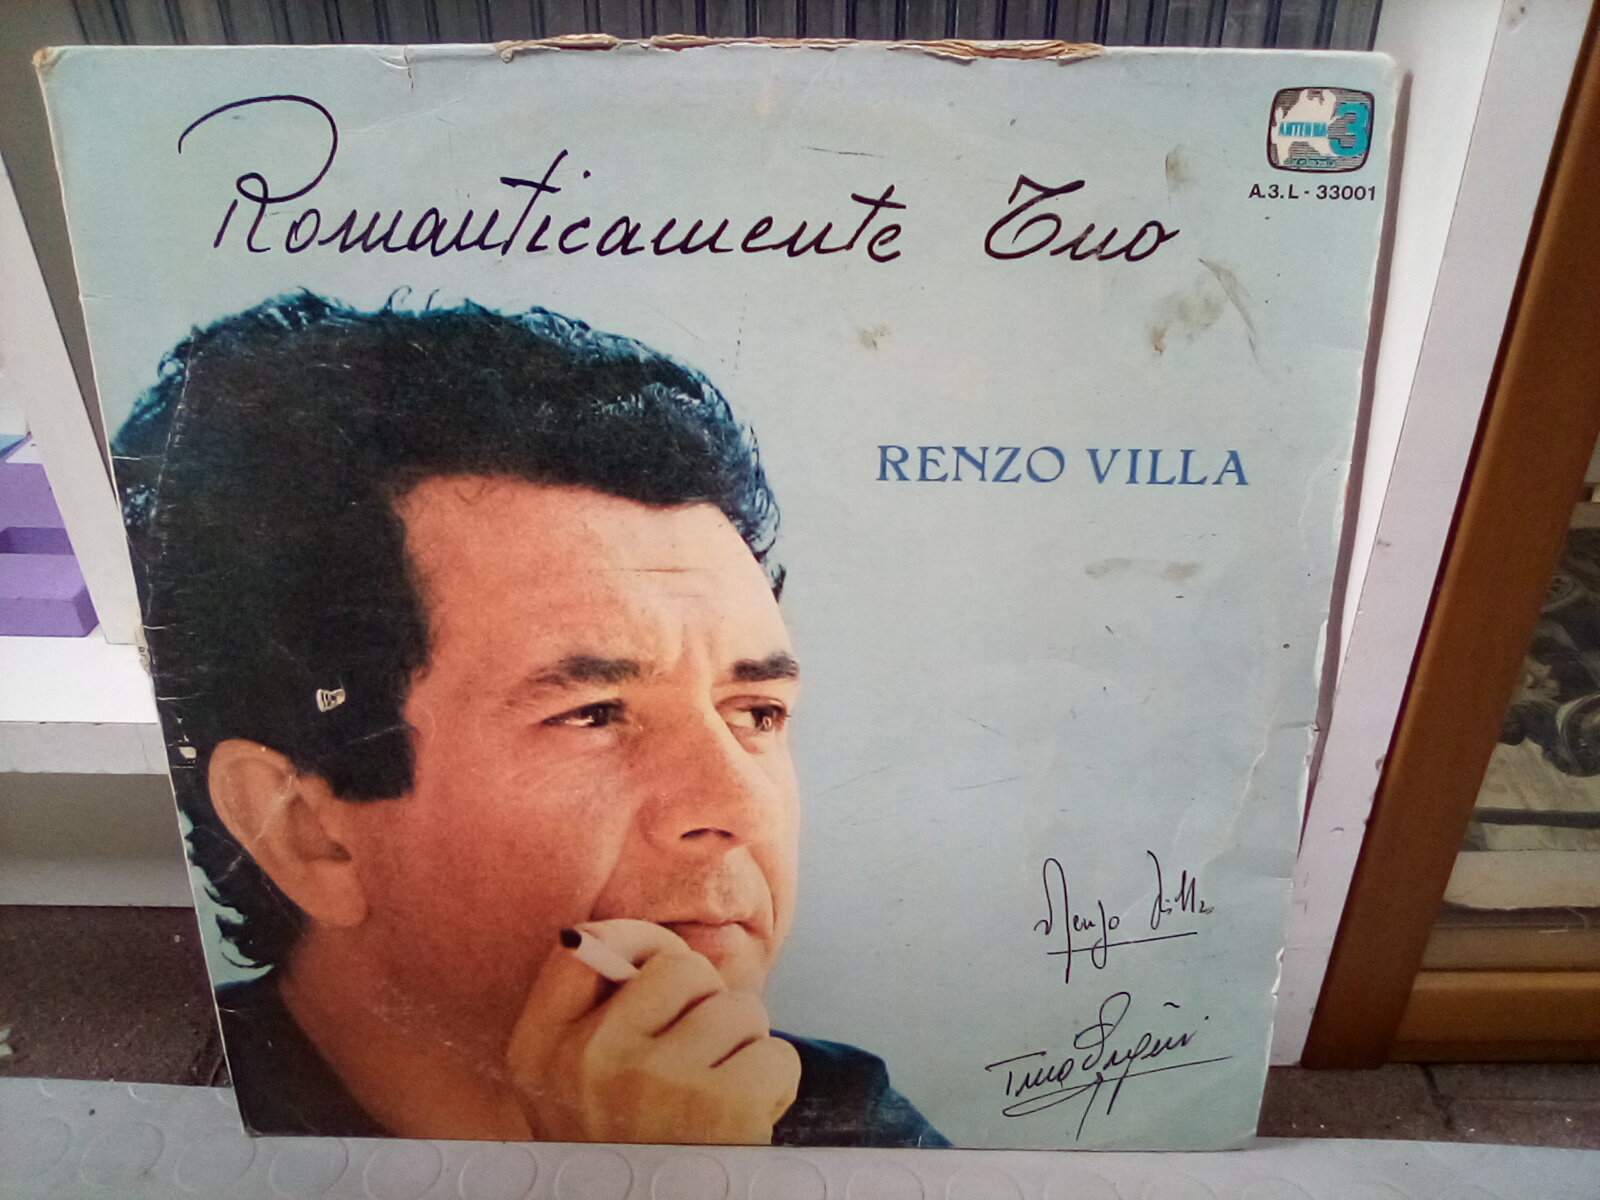 Romanticamente Tuo
ANTENNA 3
A.3.L - 33001
RENZO VILLA
Renzo Villa